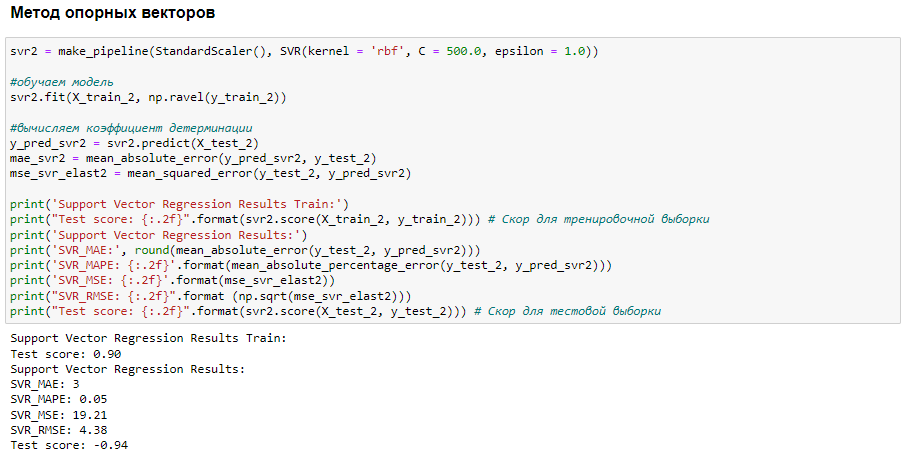 Метод опорных векторов
svr2 = make_pipeline(StandardScaler(), SVR(kernel = 'rbf', C = 500.0, epsilon = 1.0))
#обучаем модель
svr2.fit(X_train_2, np.ravel(y_train_2))
#вычисляем коэффициент детерминации
y_pred_svr2 = svr2.predict(X_test_2)
mae_svr2 = mean_absolute_error(y_pred_svr2, y_test_2)
mse_svr_elast2 = mean_squared_error(y_test_2, y_pred_svr2)
print('Support Vector Regression Results Train:')
print("Test score: {:.2f}".format(svr2.score(X_train_2, y_train_2))) # Скор для тренировочной выборки
print('Support Vector Regression Results:')
print('SVR_MAE:', round(mean_absolute_error(y_test_2, y_pred_svr2)))
print('SVR_MAPE: {:.2f}'.format(mean_absolute_percentage_error(y_test_2, y_pred_svr2)))
print('SVR_MSE: {:.2f}'.format(mse_svr_elast2))
print("SVR_RMSE: {:.2f}".format (np.sqrt(mse_svr_elast2)))
print("Test score: {:.2f}".format(svr2.score(X_test_2, y_test_2))) # Скор для тестовой выборки
Support Vector Regression Results Train:
Test score: 0.90
Support Vector Regression Results:
SVR_MAE: 3
SVR_MAPE: 0.05
SVR_MSE: 19.21
SVR_RMSE: 4.38
Test score: -0.94